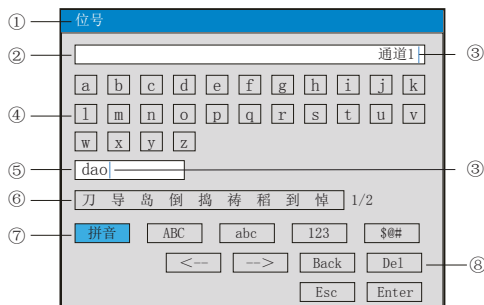 ① 位号
② 通道1 ③
a b c d e f g h i j k
④ l m n o p q r s t u v
w x y z
⑤ dao ③
⑥ 刀 导 岛 倒 捣 祷 稻 到 悼 1/2
⑦ 拼音 ABC abc 123 $@#
<-- --> Back Del ⑧
Esc Enter